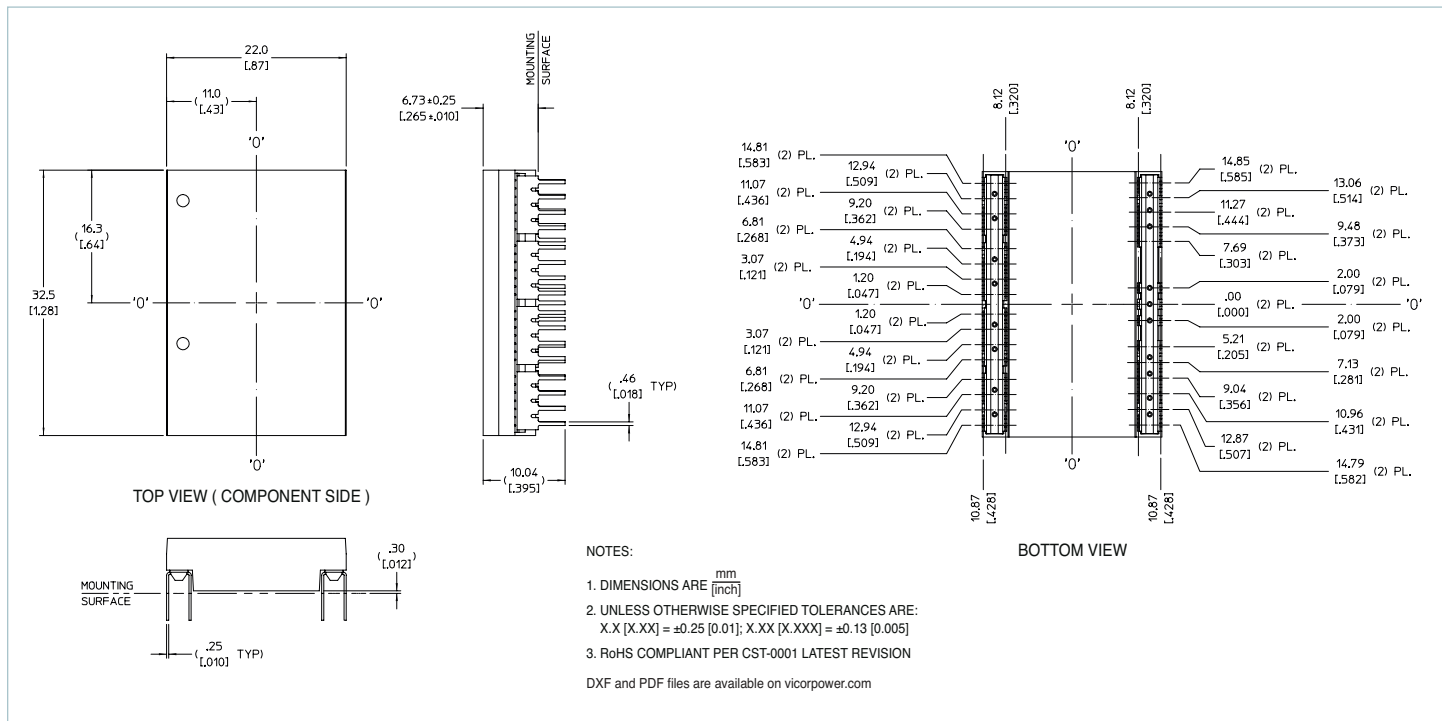 22.0
[.87]
11.0
( [.43] )
'0'
16.3
( [.64] )
32.5
[1.28]
'0'
'0'
'0'
TOP VIEW ( COMPONENT SIDE )
MOUNTING
SURFACE
6.73±0.25
[.265±.010]
.46
( [.018] TYP)
10.04
( [.395] )
.30
( [.012] )
MOUNTING
SURFACE
.25
( [.010] TYP)
8.12
[.320]
8.12
[.320]
'0'
14.81
[.583] (2) PL.
12.94
[.509] (2) PL.
11.07
[.436] (2) PL.
9.20
[.362] (2) PL.
6.81
[.268] (2) PL.
4.94
[.194] (2) PL.
3.07
[.121] (2) PL.
1.20
[.047] (2) PL.
'0'
1.20
[.047] (2) PL.
3.07
[.121] (2) PL.
4.94
[.194] (2) PL.
6.81
[.268] (2) PL.
9.20
[.362] (2) PL.
11.07
[.436] (2) PL.
12.94
[.509] (2) PL.
14.81
[.583] (2) PL.
14.85
[.585] (2) PL.
13.06
[.514] (2) PL.
11.27
[.444] (2) PL.
9.48
[.373] (2) PL.
7.69
[.303] (2) PL.
2.00
[.079] (2) PL.
.00
[.000] (2) PL.
'0'
2.00
[.079] (2) PL.
5.21
[.205] (2) PL.
7.13
[.281] (2) PL.
9.04
[.356] (2) PL.
10.96
[.431] (2) PL.
12.87
[.507] (2) PL.
14.79
[.582] (2) PL.
'0'
10.87
[.428]
10.87
[.428]
BOTTOM VIEW
NOTES:
1. DIMENSIONS ARE mm
[inch]
2. UNLESS OTHERWISE SPECIFIED TOLERANCES ARE:
X.X [X.XX] = ±0.25 [0.01]; X.XX [X.XXX] = ±0.13 [0.005]
3. RoHS COMPLIANT PER CST-0001 LATEST REVISION
DXF and PDF files are available on vicorpower.com